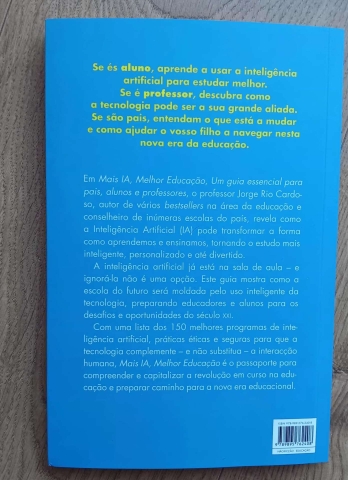 Se és aluno, aprende a usar a inteligência
artificial para estudar melhor.
Se é professor, descubra como
a tecnologia pode ser a sua grande aliada.
Se são pais, entendam o que está a mudar
e como ajudar o vosso filho a navegar nesta
nova era da educação.
Em Mais IA, Melhor Educação, Um guia essencial para
pais, alunos e professores, o professor Jorge Rio Cardo-
so, autor de vários bestsellers na área da educação e
conselheiro de inúmeras escolas do país, revela como
a Inteligência Artificial (IA) pode transformar a forma
como aprendemos e ensinamos, tornando o estudo mais
inteligente, personalizado e até divertido.
A inteligência artificial já está na sala de aula – e
ignorá-la não é uma opção. Este guia mostra como a
escola do futuro será moldada pelo uso inteligente da
tecnologia, preparando educadores e alunos para os
desafios e oportunidades do século XXI.
Com uma lista dos 150 melhores programas de inte-
ligência artificial, práticas éticas e seguras para que a
tecnologia complemente – e não substitua – a interacção
humana, Mais IA, Melhor Educação é o passaporte para
compreender e capitalizar a revolução em curso na edu-
cação e preparar caminho para a nova era educacional.